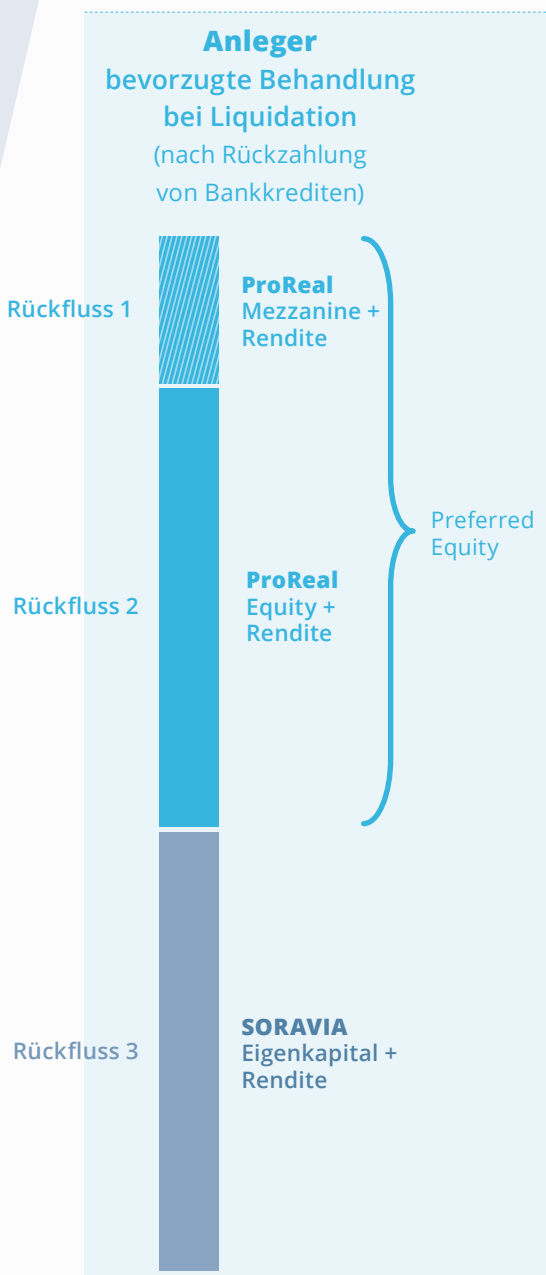 Anleger
bevorzugte Behandlung
bei Liquidation
(nach Rückzahlung
von Bankkrediten)
Rückfluss 1
ProReal
Mezzanine +
Rendite
Preferred
Equity
Rückfluss 2
ProReal
Equity +
Rendite
Rückfluss 3
SORAVIA
Eigenkapital +
Rendite